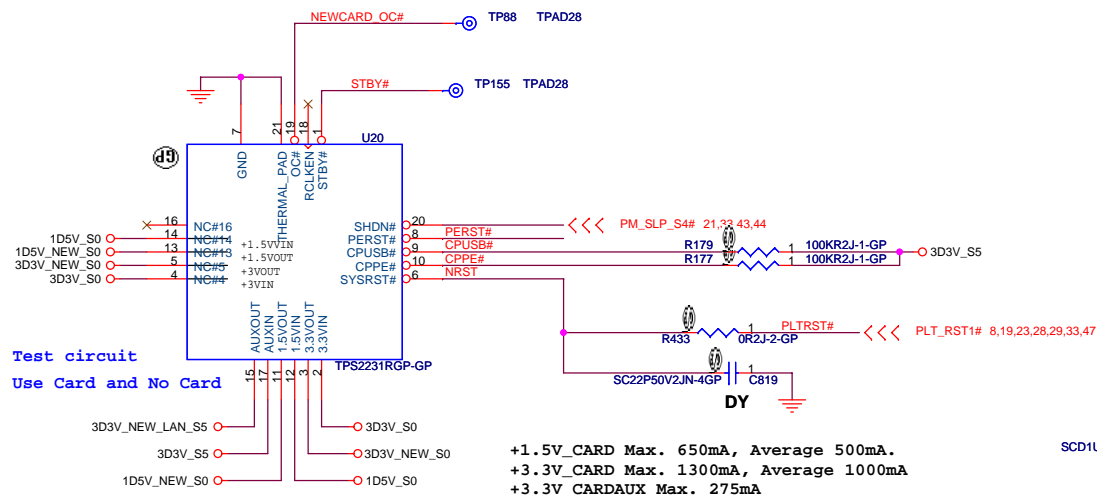 NEWCARD_OC#
TP88 TPAD28
STBY#
TP155 TPAD28
7
21
19
18
1
U20
GP
GND
THERMAL_PAD
OC#
RCLKEN
STBY#
16 NC#16
1D5V_S0 14 NC#14 +1.5VVIN
1D5V_NEW_S0 13 NC#13 +1.5VOUT
3D3V_NEW_S0 5 NC#5 +3VOUT
3D3V_S0 4 NC#4 +3VIN
SHDN# 20 PM_SLP_S4# 21,33,43,44
PERST# 8 PERST#
CPUSB# 9 CPUSB# R179 1 100KR2J-1-GP 3D3V_S5
CPPE# 10 CPPE# R177 1 100KR2J-1-GP
SYSRST# 6 NRST
AUXOUT
AUXIN
1.5VOUT
1.5VIN
3.3VOUT
3.3VIN
15
17
11
12
3
2
TPS2231RGP-GP
R433 1 0R2J-2-GP PLTRST# PLT_RST1# 8,19,23,28,29,33,47
SC22P50V2JN-4GP 1 C819
DY
Test circuit
Use Card and No Card
3D3V_NEW_LAN_S5 3D3V_S0
3D3V_S5 3D3V_NEW_S0
1D5V_NEW_S0 1D5V_S0
+1.5V_CARD Max. 650mA, Average 500mA.
+3.3V_CARD Max. 1300mA, Average 1000mA
+3.3V CARDAUX Max. 275mA
SCD1U